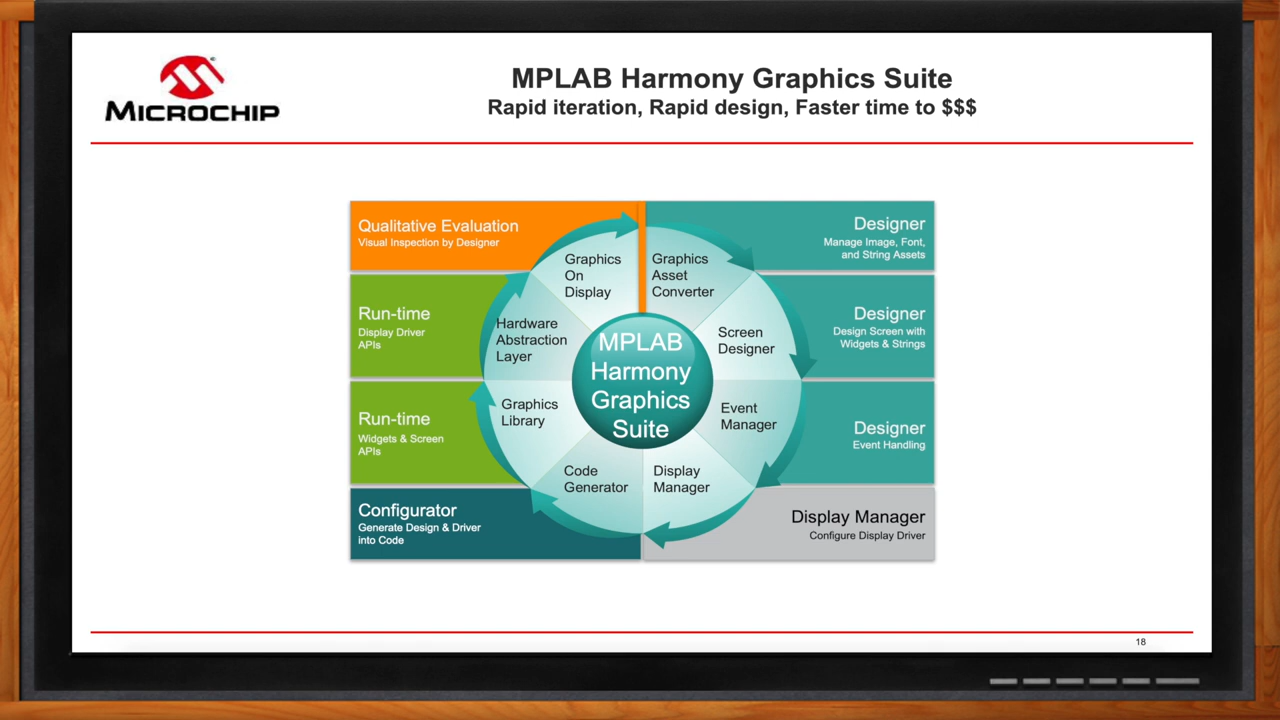 MICROCHIP
MPLAB Harmony Graphics Suite
Rapid iteration, Rapid design, Faster time to $$$
Qualitative Evaluation
Visual Inspection by Designer
Run-time
Display Driver
APIs
Run-time
Widgets & Screen
APIs
Configurator
Generate Design & Driver
into Code
Graphics
On
Display
Graphics
Asset
Converter
Hardware
Abstraction
Layer
Screen
Designer
MPLAB
Harmony
Graphics
Suite
Graphics
Library
Event
Manager
Code
Generator
Display
Manager
Designer
Manage Image, Font,
and String Assets
Designer
Design Screen with
Widgets & Strings
Designer
Event Handling
Display Manager
Configure Display Driver
18